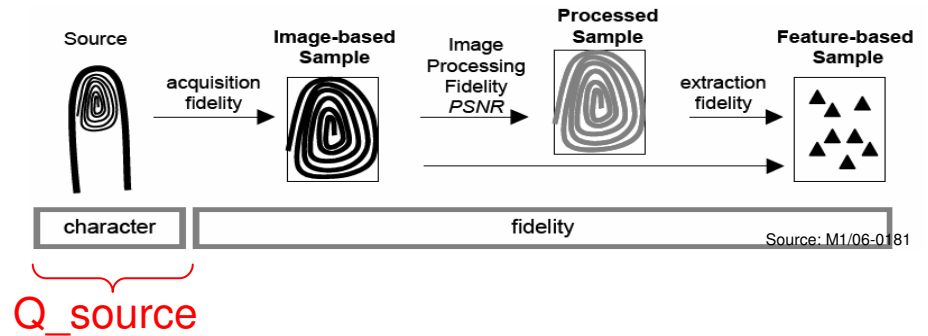 Source
acquisition
fidelity
Image-based
Sample
Image
Processing
Fidelity
PSNR
Processed
Sample
extraction
fidelity
Feature-based
Sample
character
fidelity
Source: M1/06-0181
Q_source